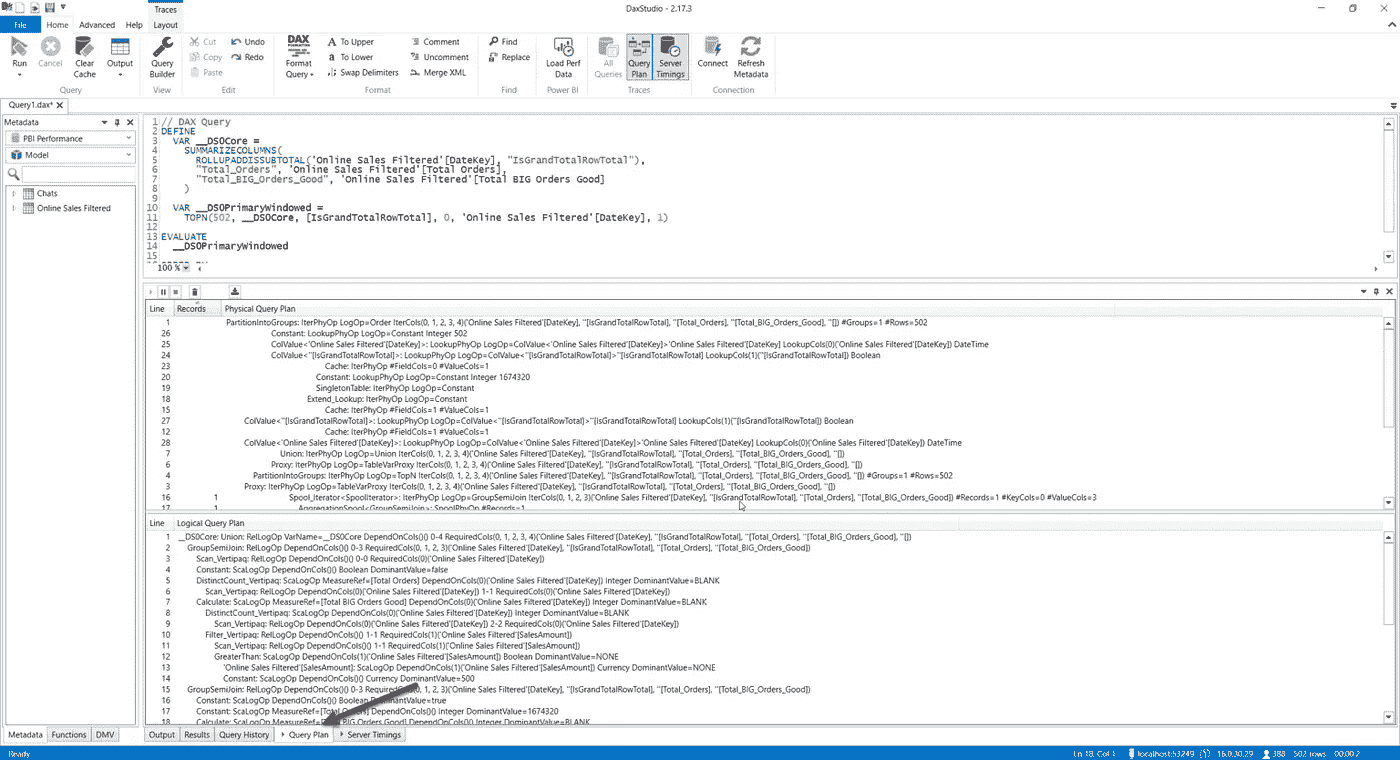 DaxStudio - 2.17.3
Traces
File Home Advanced Help Layout
Run
Cancel
Clear Cache
Output
Query Builder
Cut
Copy
Paste
Undo
Redo
DAX FORMATTER
Format Query
To Upper
To Lower
Swap Delimiters
Comment
Uncomment
Merge XML
Find
Replace
Load Perf Data
All Queries
Query Plan
Server Timings
Connect
Refresh Metadata
Query View Edit Format Find Power BI Traces Connection
Query1.dax*
Metadata
PBI Performance
Model
Chats
Online Sales Filtered
1 // DAX Query
2 DEFINE
3 VAR __DS0Core =
4 SUMMARIZECOLUMNS(
5 ROLLUPADDISSUBTOTAL('Online Sales Filtered'[DateKey], "IsGrandTotalRowTotal"),
6 "Total_Orders", 'Online Sales Filtered'[Total Orders],
7 "Total_BIG_Orders_Good", 'Online Sales Filtered'[Total BIG Orders Good]
8 )
9
10 VAR __DS0PrimaryWindowed =
11 TOPN(502, __DS0Core, [IsGrandTotalRowTotal], 0, 'Online Sales Filtered'[DateKey], 1)
12
13 EVALUATE
14 __DS0PrimaryWindowed
15
100 %
Line Records Physical Query Plan
1 PartitionIntoGroups: IterPhyOp LogOp=Order IterCols(0, 1, 2, 3, 4)('Online Sales Filtered'[DateKey], ''[IsGrandTotalRowTotal], ''[Total_Orders], ''[Total_BIG_Orders_Good], ''[]) #Groups=1 #Rows=502
26 Constant: LookupPhyOp LogOp=Constant Integer 502
25 ColValue<'Online Sales Filtered'[DateKey]>: LookupPhyOp LogOp=ColValue<'Online Sales Filtered'[DateKey]>'Online Sales Filtered'[DateKey] LookupCols(0)('Online Sales Filtered'[DateKey]) DateTime
24 ColValue<''[IsGrandTotalRowTotal]>: LookupPhyOp LogOp=ColValue<''[IsGrandTotalRowTotal]>''[IsGrandTotalRowTotal] LookupCols(1)(''[IsGrandTotalRowTotal]) Boolean
23 Cache: IterPhyOp #FieldCols=0 #ValueCols=1
20 Constant: LookupPhyOp LogOp=Constant Integer 1674320
19 SingletonTable: IterPhyOp LogOp=Constant
18 Extend_Lookup: IterPhyOp LogOp=Constant
15 Cache: IterPhyOp #FieldCols=1 #ValueCols=1
27 ColValue<''[IsGrandTotalRowTotal]>: LookupPhyOp LogOp=ColValue<''[IsGrandTotalRowTotal]>''[IsGrandTotalRowTotal] LookupCols(1)(''[IsGrandTotalRowTotal]) Boolean
12 Cache: IterPhyOp #FieldCols=1 #ValueCols=1
28 ColValue<'Online Sales Filtered'[DateKey]>: LookupPhyOp LogOp=ColValue<'Online Sales Filtered'[DateKey]>'Online Sales Filtered'[DateKey] LookupCols(0)('Online Sales Filtered'[DateKey]) DateTime
7 Union: IterPhyOp LogOp=Union IterCols(0, 1, 2, 3, 4)('Online Sales Filtered'[DateKey], ''[IsGrandTotalRowTotal], ''[Total_Orders], ''[Total_BIG_Orders_Good], ''[])
6 Proxy: IterPhyOp LogOp=TableVarProxy IterCols(0, 1, 2, 3, 4)('Online Sales Filtered'[DateKey], ''[IsGrandTotalRowTotal], ''[Total_Orders], ''[Total_BIG_Orders_Good], ''[])
4 PartitionIntoGroups: IterPhyOp LogOp=TopN IterCols(0, 1, 2, 3, 4)('Online Sales Filtered'[DateKey], ''[IsGrandTotalRowTotal], ''[Total_Orders], ''[Total_BIG_Orders_Good], ''[]) #Groups=1 #Rows=502
3 Proxy: IterPhyOp LogOp=TableVarProxy IterCols(0, 1, 2, 3, 4)('Online Sales Filtered'[DateKey], ''[IsGrandTotalRowTotal], ''[Total_Orders], ''[Total_BIG_Orders_Good], ''[])
16 1 Spool_Iterator<SpoolIterator>: IterPhyOp LogOp=GroupSemiJoin IterCols(0, 1, 2, 3)('Online Sales Filtered'[DateKey], ''[IsGrandTotalRowTotal], ''[Total_Orders], ''[Total_BIG_Orders_Good]) #Records=1 #KeyCols=0 #ValueCols=3
17 1 AggregationSpool<GroupSemiJoin>: SpoolPhyOp #Records=1
Line Logical Query Plan
1 __DS0Core: Union: RelLogOp VarName=__DS0Core DependOnCols()() 0-4 RequiredCols(0, 1, 2, 3, 4)('Online Sales Filtered'[DateKey], ''[IsGrandTotalRowTotal], ''[Total_Orders], ''[Total_BIG_Orders_Good], ''[])
2 GroupSemiJoin: RelLogOp DependOnCols()() 0-3 RequiredCols(0, 1, 2, 3)('Online Sales Filtered'[DateKey], ''[IsGrandTotalRowTotal], ''[Total_Orders], ''[Total_BIG_Orders_Good])
3 Scan_Vertipaq: RelLogOp DependOnCols()() 0-0 RequiredCols(0)('Online Sales Filtered'[DateKey])
4 Constant: ScaLogOp DependOnCols()() Boolean DominantValue=false
5 DistinctCount_Vertipaq: ScaLogOp MeasureRef=[Total Orders] DependOnCols(0)('Online Sales Filtered'[DateKey]) Integer DominantValue=BLANK
6 Scan_Vertipaq: RelLogOp DependOnCols(0)('Online Sales Filtered'[DateKey]) 1-1 RequiredCols(0)('Online Sales Filtered'[DateKey])
7 Calculate: ScaLogOp MeasureRef=[Total BIG Orders Good] DependOnCols(0)('Online Sales Filtered'[DateKey]) Integer DominantValue=BLANK
8 DistinctCount_Vertipaq: ScaLogOp DependOnCols(0)('Online Sales Filtered'[DateKey]) Integer DominantValue=BLANK
9 Scan_Vertipaq: RelLogOp DependOnCols(0)('Online Sales Filtered'[DateKey]) 2-2 RequiredCols(0)('Online Sales Filtered'[DateKey])
10 Filter_Vertipaq: RelLogOp DependOnCols()() 1-1 RequiredCols(1)('Online Sales Filtered'[SalesAmount])
11 Scan_Vertipaq: RelLogOp DependOnCols()() 1-1 RequiredCols(1)('Online Sales Filtered'[SalesAmount])
12 GreaterThan: ScaLogOp DependOnCols(1)('Online Sales Filtered'[SalesAmount]) Boolean DominantValue=NONE
13 'Online Sales Filtered'[SalesAmount]: ScaLogOp DependOnCols(1)('Online Sales Filtered'[SalesAmount]) Currency DominantValue=NONE
14 Constant: ScaLogOp DependOnCols()() Currency DominantValue=500
15 GroupSemiJoin: RelLogOp DependOnCols()() 0-3 RequiredCols(0, 1, 2, 3)('Online Sales Filtered'[DateKey], ''[IsGrandTotalRowTotal], ''[Total_Orders], ''[Total_BIG_Orders_Good])
16 Constant: ScaLogOp DependOnCols()() Boolean DominantValue=true
17 Constant: ScaLogOp MeasureRef=[Total Orders] DependOnCols()() Integer DominantValue=1674320
18 Calculate: ScaLogOp MeasureRef=[Total BIG Orders Good] DependOnCols()() Integer DominantValue=BLANK
Metadata Functions DMV Output Results Query History Query Plan Server Timings
Ready Ln 18, Col 1 localhost:53249 16.0.30.29 388 502 rows 00:00.2